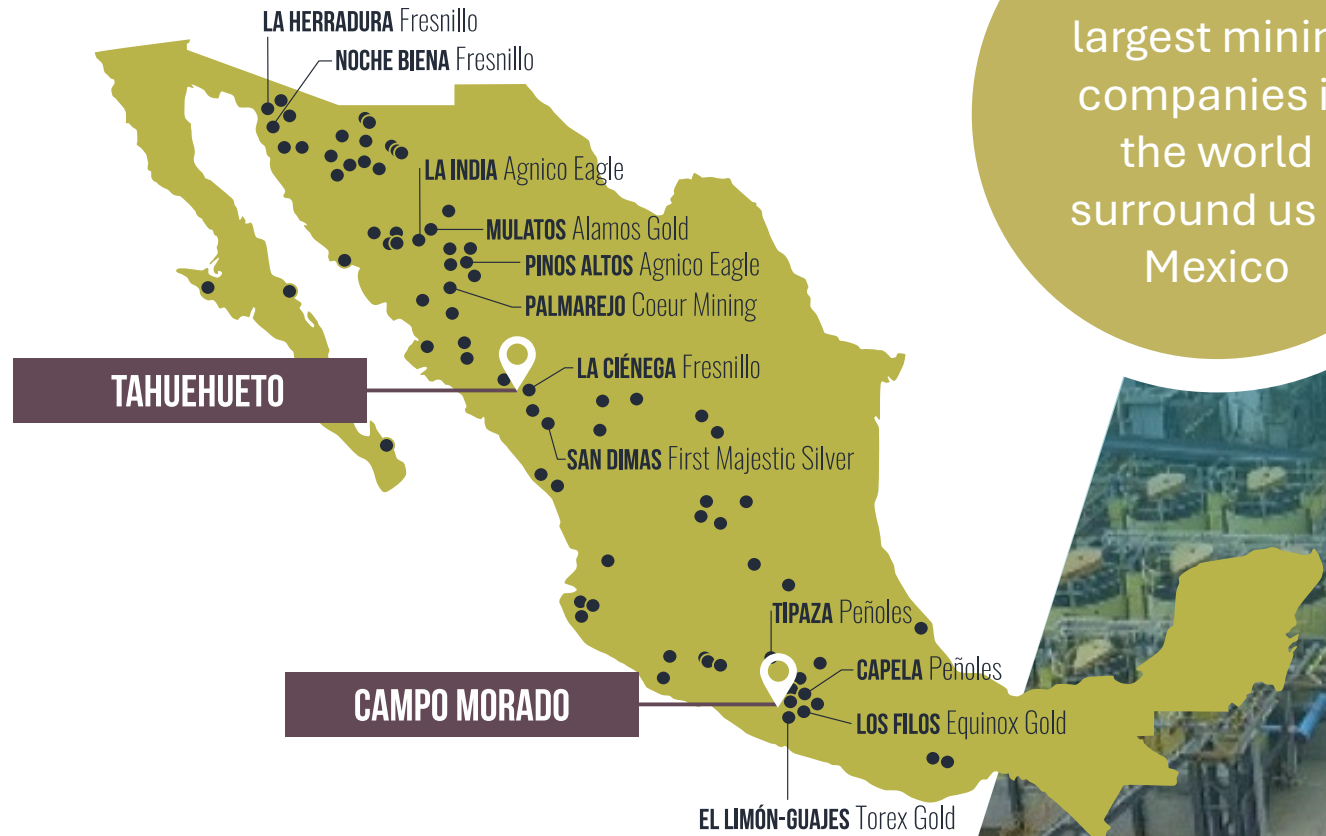 LA HERRADURA Fresnillo
NOCHE BIENA Fresnillo
largest
companies
the world
surround us
Mexico
LA INDIA Agnico Eagle
MULATOS Alamos Gold
PINOS ALTOS Agnico Eagle
PALMAREJO Coeur Mining
TAHUEHUETO
LA CIÉNEGA Fresnillo
SAN DIMAS First Majestic Silver
TIPAZA Peñoles
CAPELA Peñoles
CAMPO MORADO
LOS FILOS Equinox Gold
EL LIMÓN-GUAJES Torex Gold